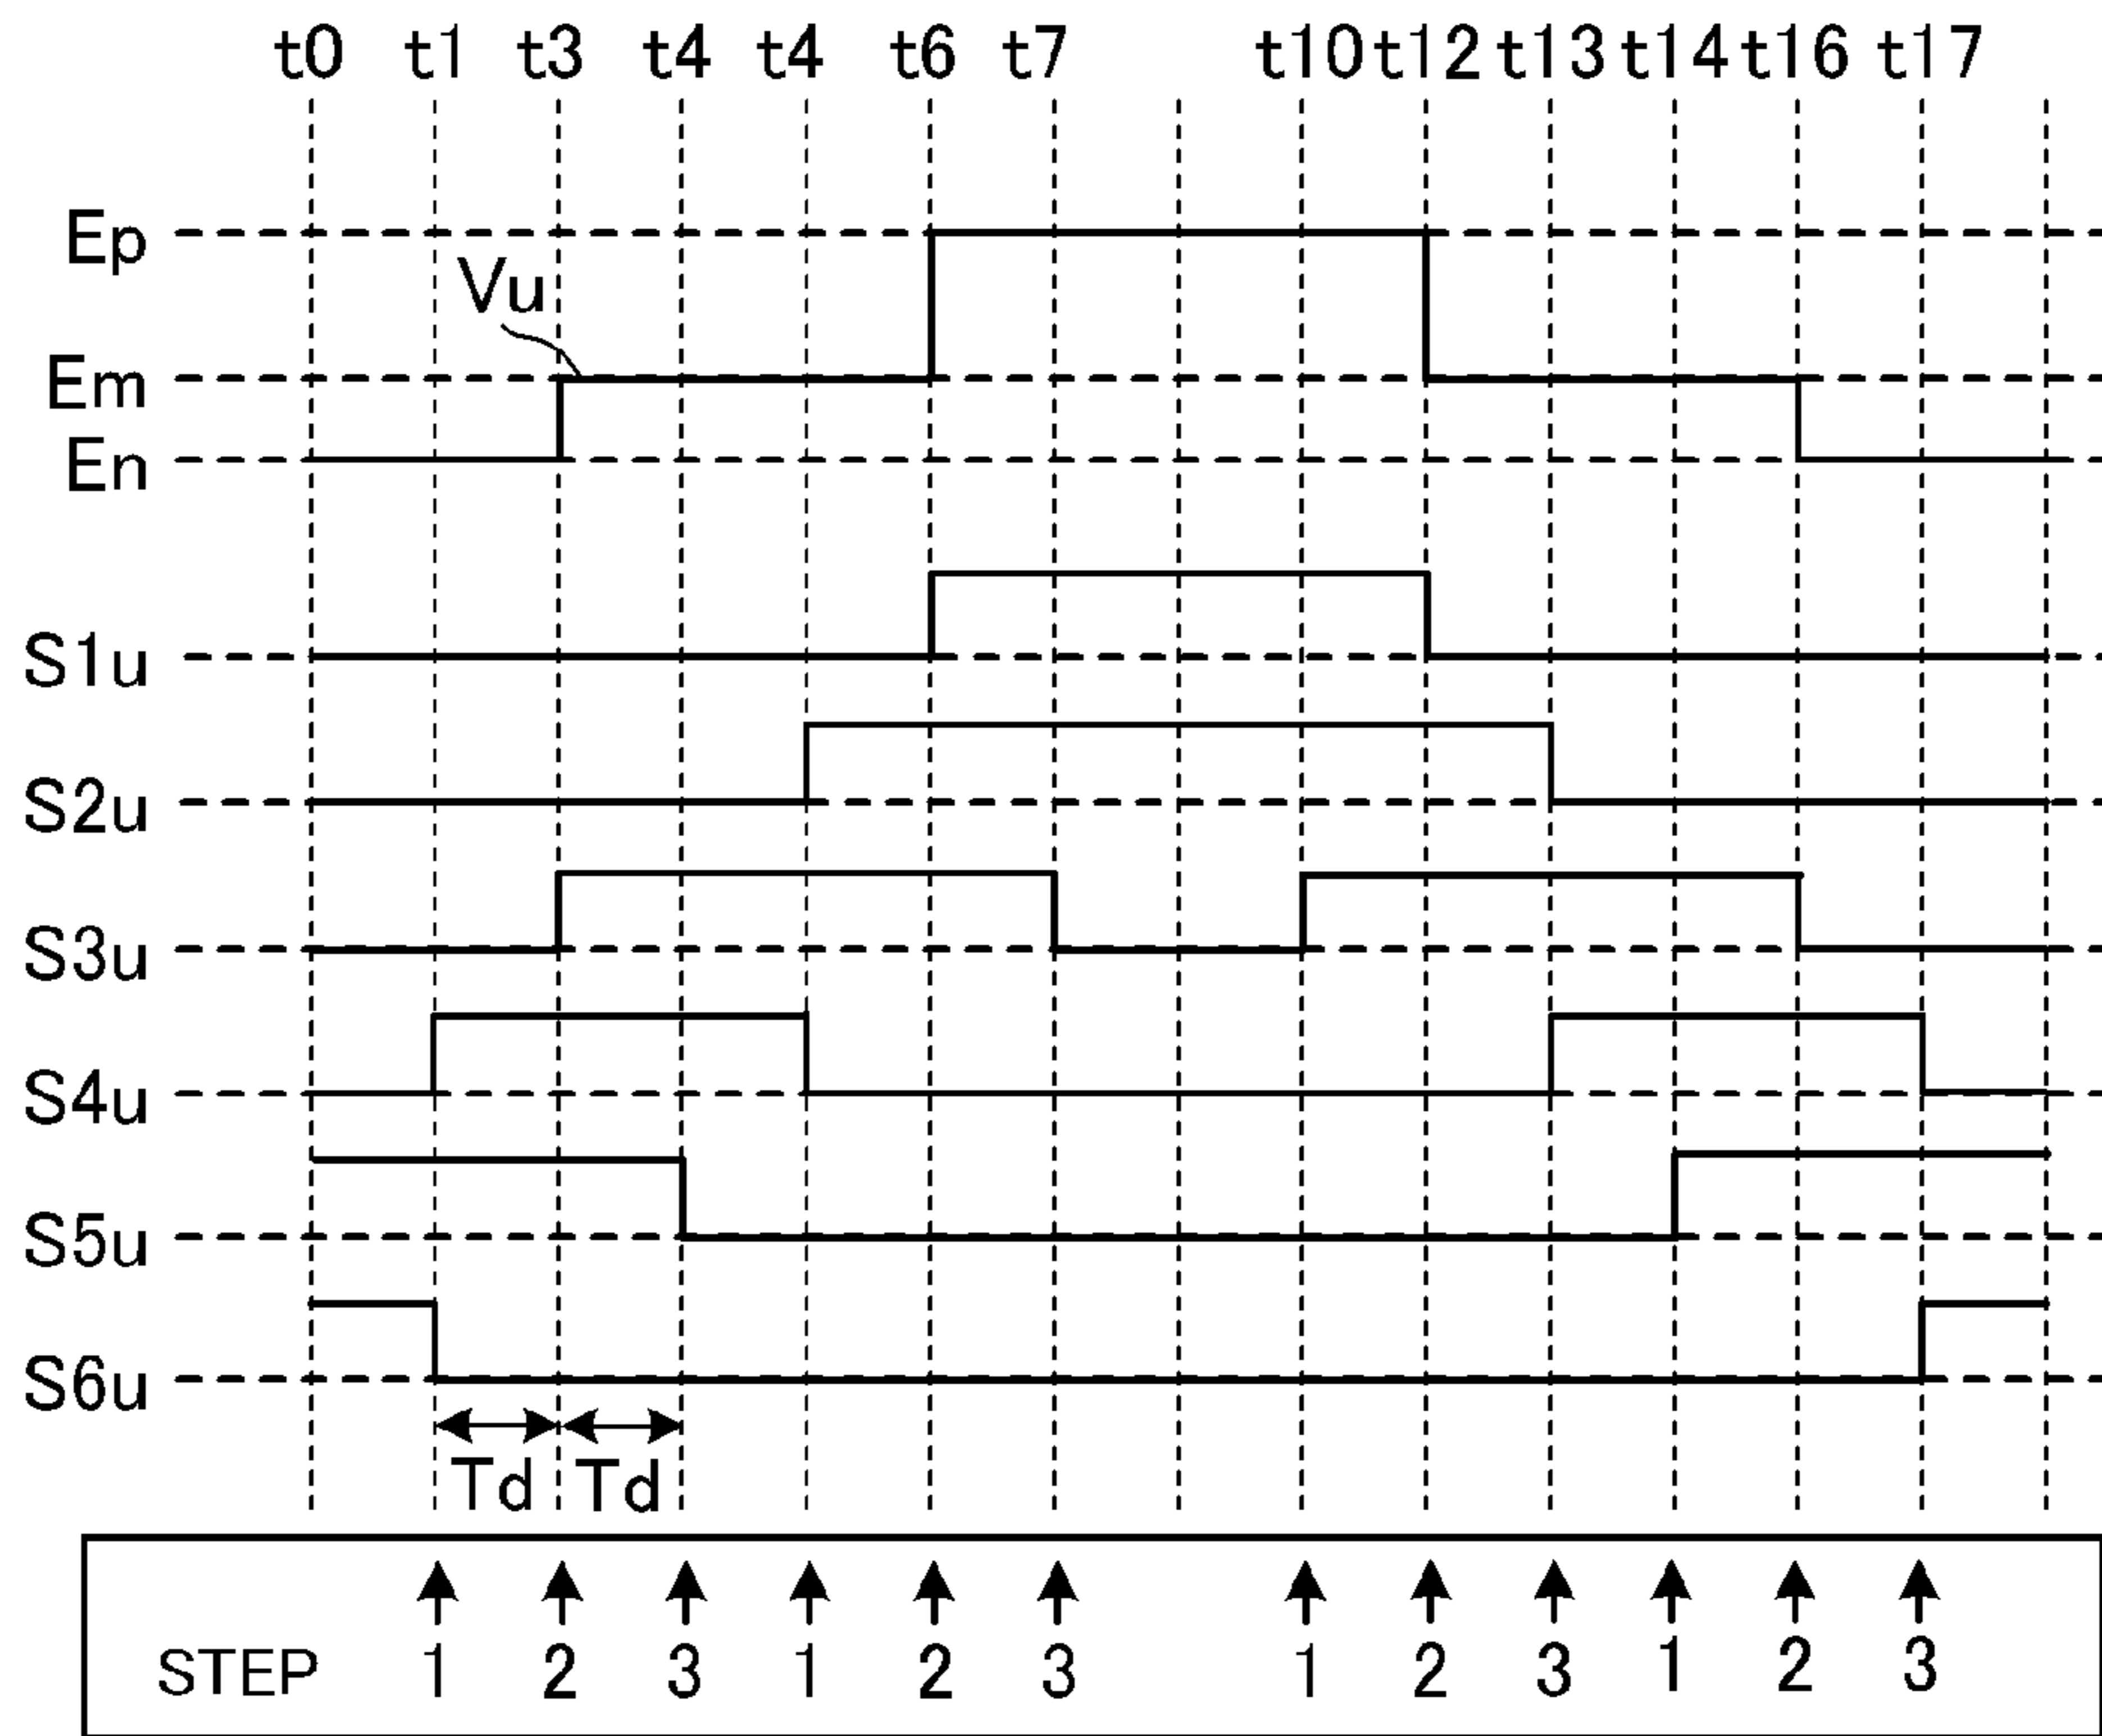 t0 t1 t3 t4 t4 t6 t7 t10 t12 t13 t14 t16 t17
Ep
Vu
Em
En
S1u
S2u
S3u
S4u
S5u
S6u
Td Td
STEP 1 2 3 1 2 3 1 2 3 1 2 3